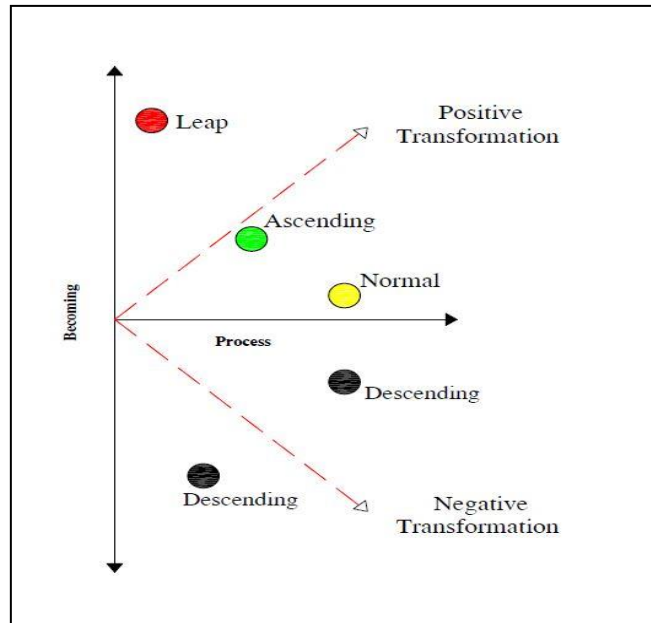 Positive
Transformation
Leap
Ascending
Normal
Becoming
Process
Descending
Descending
Negative
Transformation